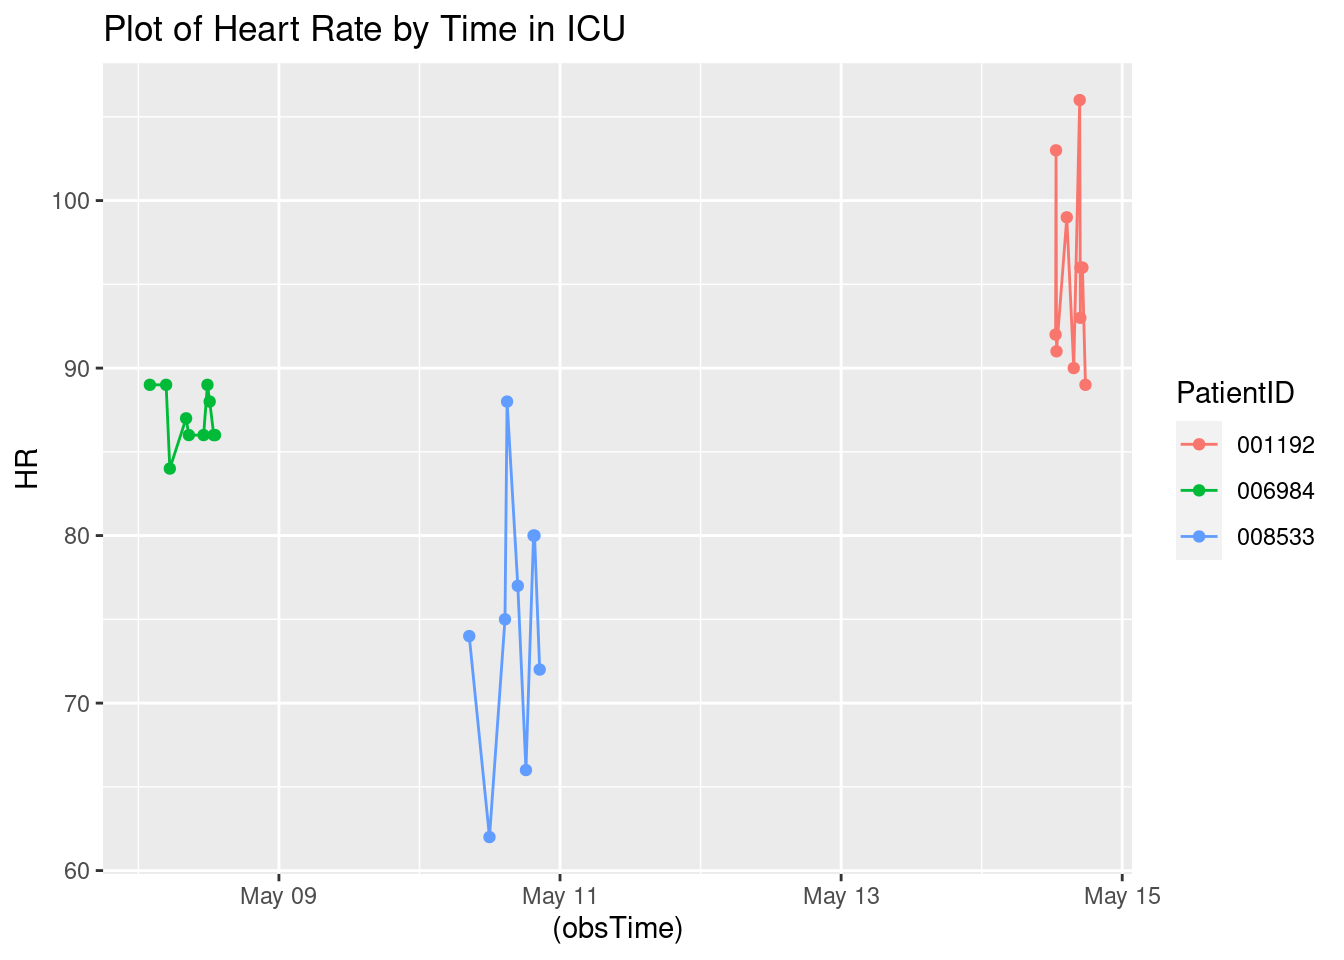 Plot of Heart Rate by Time in ICU
HR
100
90
80
70
60
May 09
May 11
May 13
May 15
(obsTime)
PatientID
001192
006984
008533